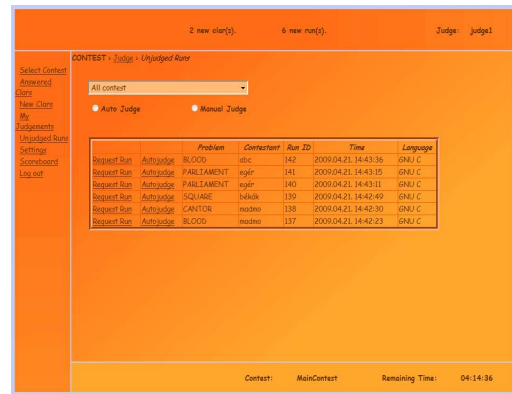 2 new clar(s). 6 new run(s). Judge: judge1
CONTEST › Judge › Unjudged Runs
Select Contest
Answered
Clars
New Clars
My
Judgements
Unjudged Runs
Settings
Scoreboard
Log out
All contest
Auto Judge Manual Judge
Problem Contestant Run ID Time Language
Request Run Autojudge BLOOD abc 142 2009.04.21. 14:43:36 GNU C
Request Run Autojudge PARLIAMENT egér 141 2009.04.21. 14:43:15 GNU C
Request Run Autojudge PARLIAMENT egér 140 2009.04.21. 14:43:11 GNU C
Request Run Autojudge SQUARE békák 139 2009.04.21. 14:42:49 GNU C
Request Run Autojudge CANTOR madmo 138 2009.04.21. 14:42:30 GNU C
Request Run Autojudge BLOOD madmo 137 2009.04.21. 14:42:23 GNU C
Contest: MainContest Remaining Time: 04:14:36